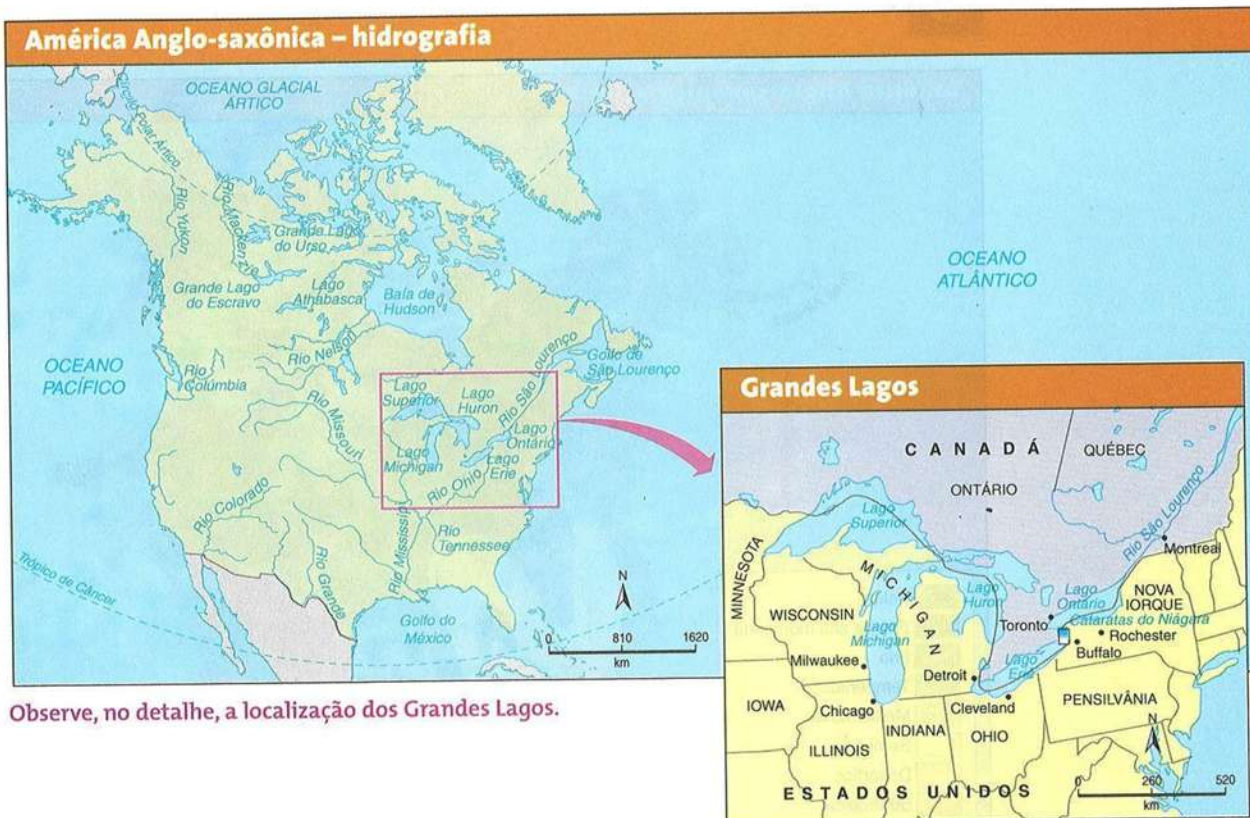 América Anglo-saxônica – hidrografia
OCEANO GLACIAL
ÁRTICO
Círculo Polar Ártico
Rio Yukon
Rio Mackenzi
Grande Lago
do Urso
Grande Lago
do Escravo
Lago
Athabasca
Baía de
Hudson
OCEANO
ATLÂNTICO
OCEANO
PACÍFICO
Rio
Colúmbia
Rio Nelson
Rio Missouri
Lago
Superior
Lago
Huron
Rio São Lourenço
Golfo de
São Lourenço
Lago
Ontário
Lago
Michigan
Lago
Erie
Rio Ohio
Rio Colorado
Rio Mississípi
Rio
Tennessee
Rio Grande
Trópico de Câncer
Golfo do
México
N
0 810 1620
km
Observe, no detalhe, a localização dos Grandes Lagos.
Grandes Lagos
CANADÁ
QUÉBEC
ONTÁRIO
Lago
Superior
Rio São Lourenço
Montreal
MINNESOTA
MICHIGAN
WISCONSIN
Lago
Huron
Lago
Ontário
NOVA
IORQUE
Toronto
Cataratas do Niágara
Rochester
Buffalo
Lago
Michigan
Milwaukee
Detroit
Lago
Erie
IOWA
Chicago
Cleveland
PENSILVÂNIA
ILLINOIS
INDIANA
OHIO
N
ESTADOS UNIDOS
0 260 520
km